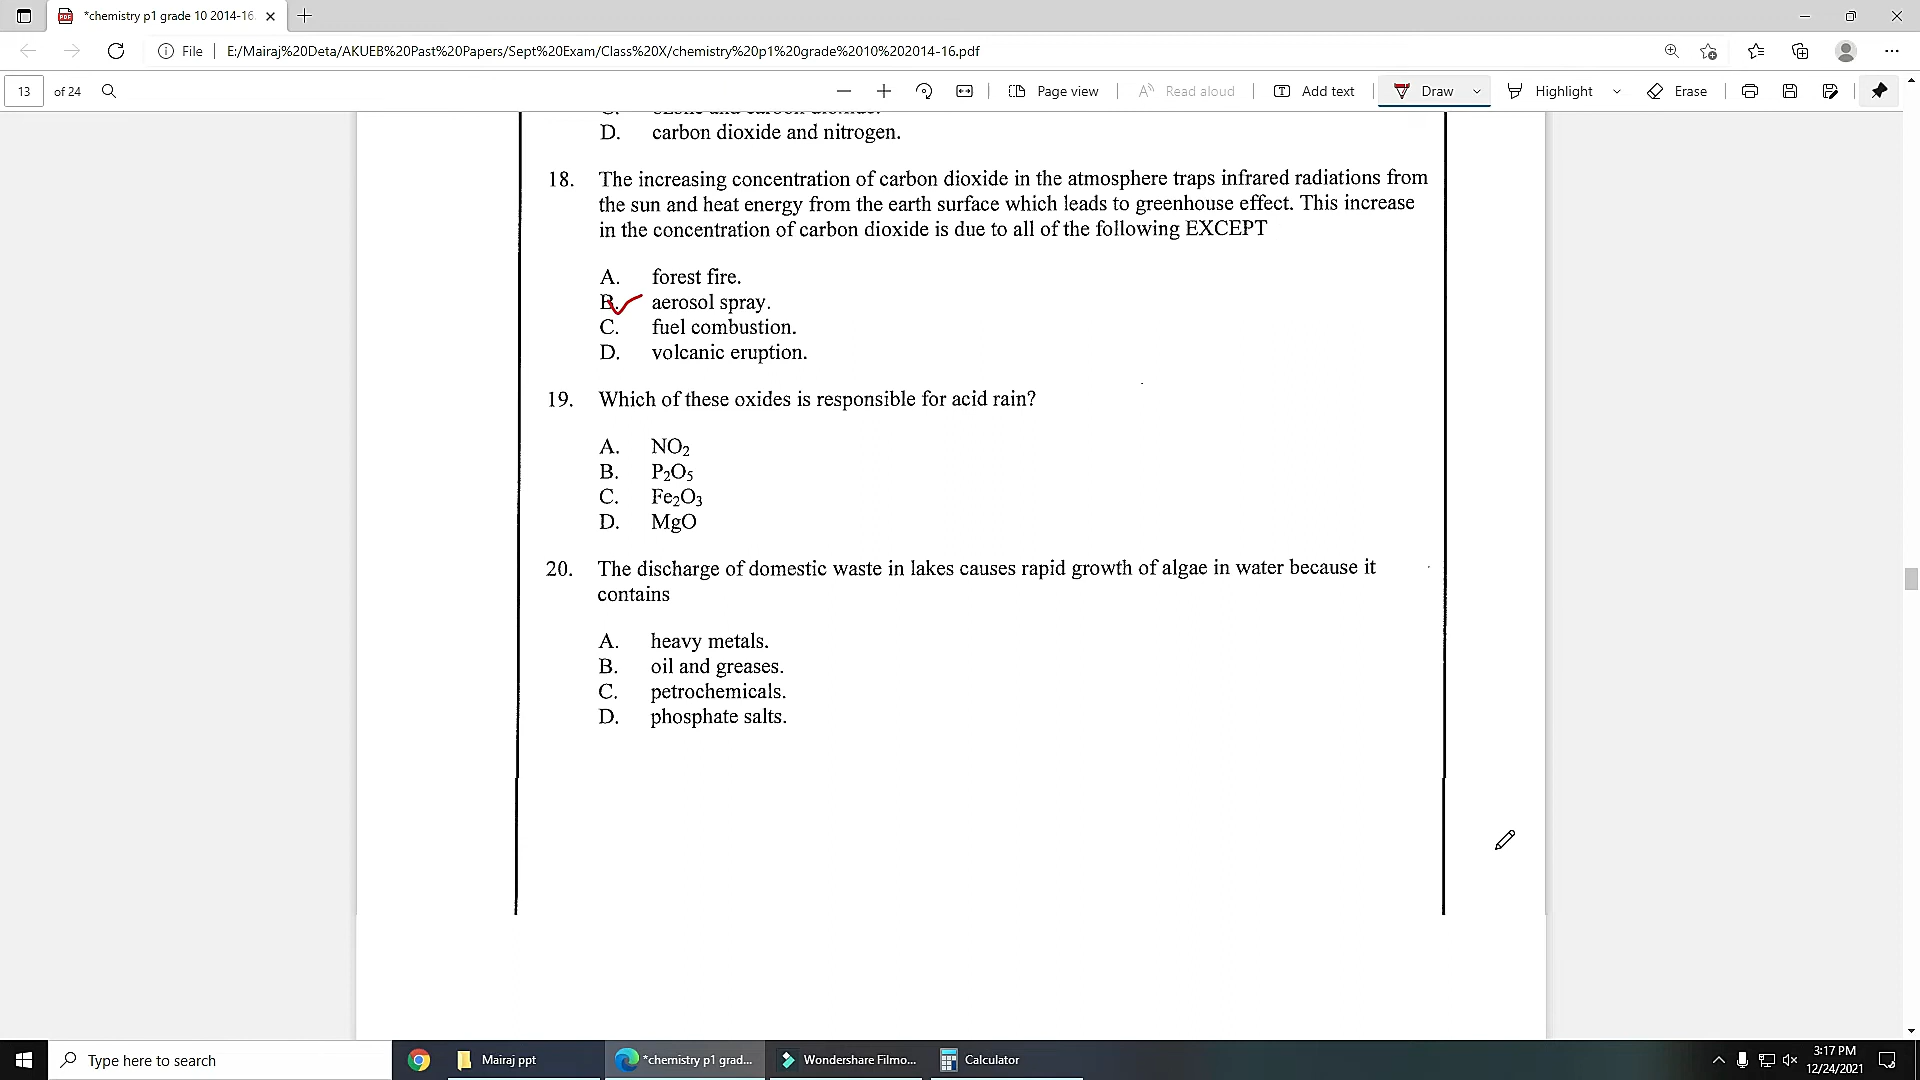 *chemistry p1 grade 10 2014-16.
File
E:/Mairaj%20Deta/AKUEB%20Past%20Papers/Sept%20Exam/Class%20X/chemistry%20p1%20grade%2010%202014-16.pdf
13 of 24
Page view
Read aloud
Add text
Draw
Highlight
Erase
D. carbon dioxide and nitrogen.
18. The increasing concentration of carbon dioxide in the atmosphere traps infrared radiations from
the sun and heat energy from the earth surface which leads to greenhouse effect. This increase
in the concentration of carbon dioxide is due to all of the following EXCEPT
A. forest fire.
B. aerosol spray.
C. fuel combustion.
D. volcanic eruption.
19. Which of these oxides is responsible for acid rain?
A. NO₂
B. P₂O₅
C. Fe₂O₃
D. MgO
20. The discharge of domestic waste in lakes causes rapid growth of algae in water because it
contains
A. heavy metals.
B. oil and greases.
C. petrochemicals.
D. phosphate salts.
Type here to search
Mairaj ppt
*chemistry p1 grad...
Wondershare Filmo...
Calculator
3:17 PM
12/24/2021